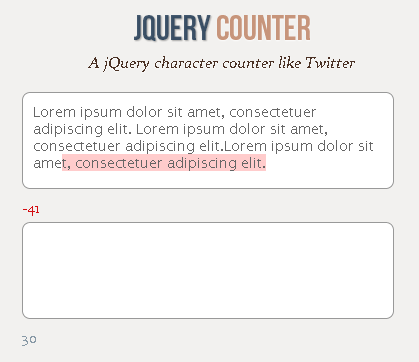 JQUERY COUNTER
A jQuery character counter like Twitter
Lorem ipsum dolor sit amet, consectetuer
adipiscing elit. Lorem ipsum dolor sit amet,
consectetuer adipiscing elit.Lorem ipsum dolor sit
amet, consectetuer adipiscing elit.
-41
30